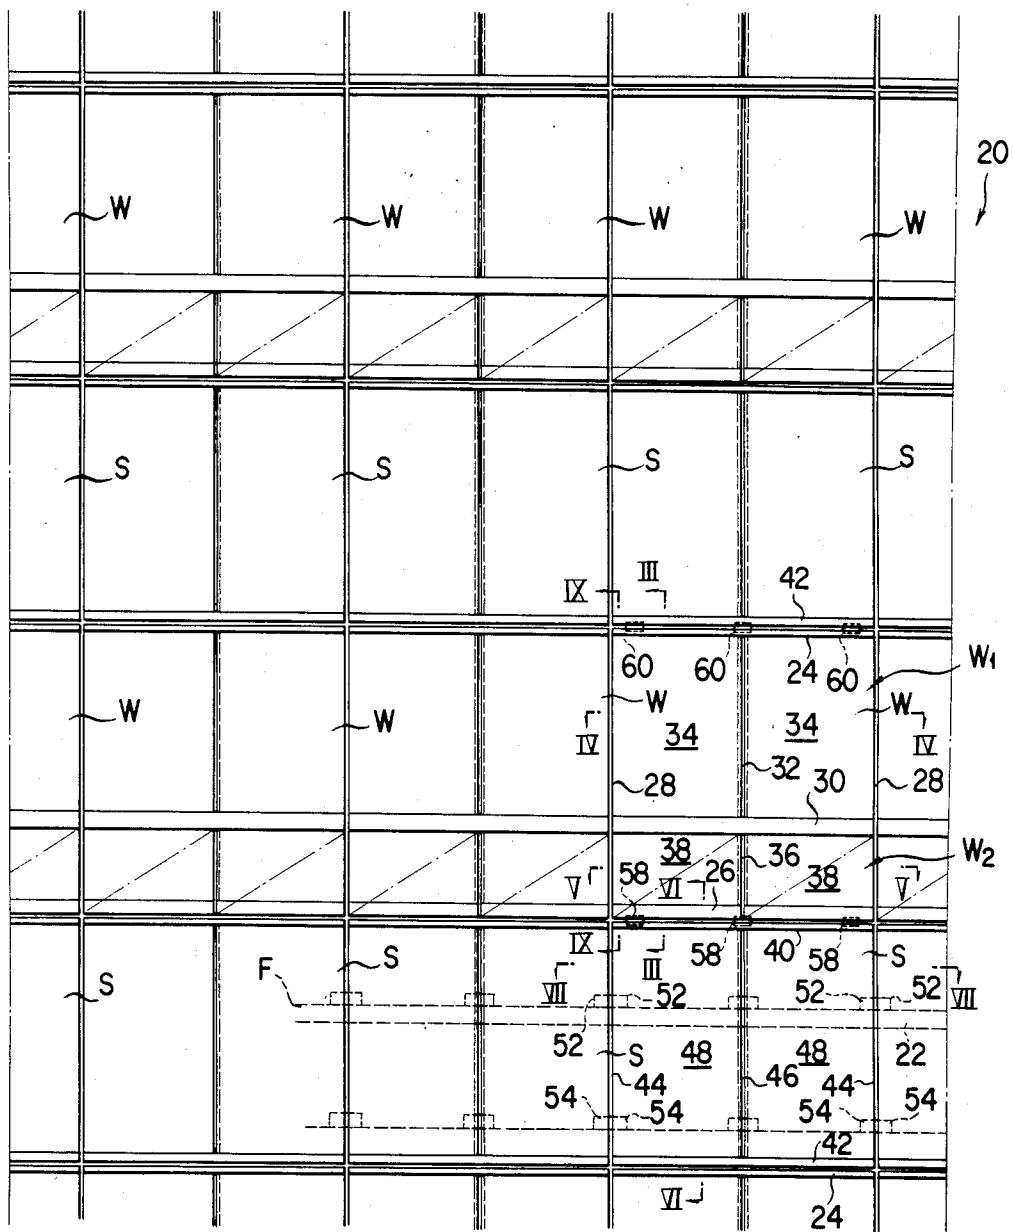 20
W W W W
S S S S
IX III 42
60 60 24 60 W1
W W W W
IV 34 34 IV
28 32 28
30
38 36 W2
V 58 VI 26 38 V
IX III 58 40 58
S F S S
VII 52 52 52 VII
52 S 48 48 22
44 46 44
54 54 54 54
42
VI 24